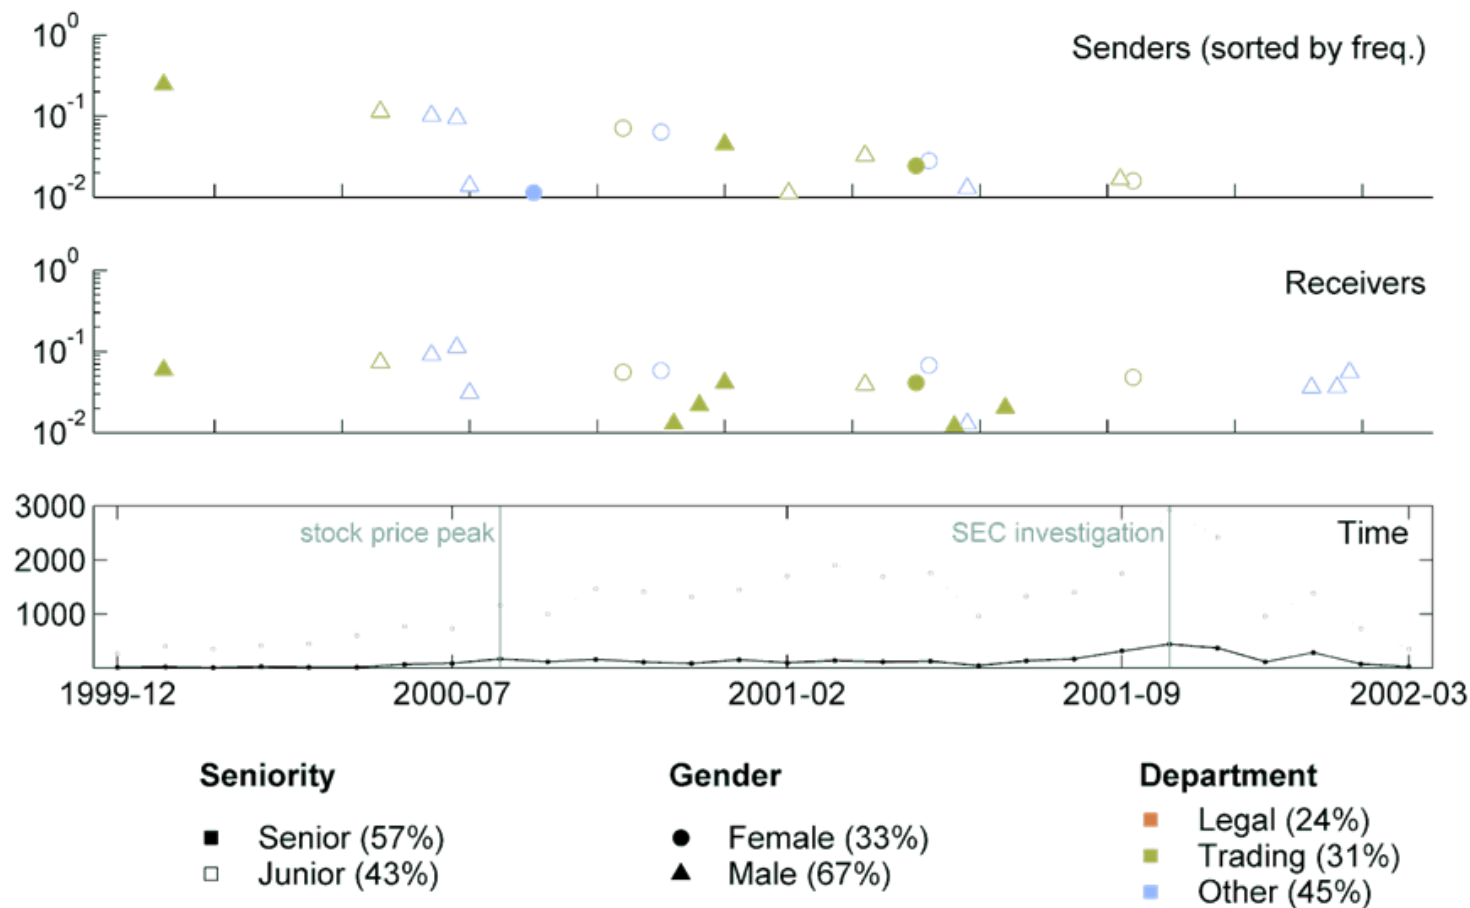 10^0
Senders (sorted by freq.)
10^-1
10^-2
10^0
Receivers
10^-1
10^-2
3000
stock price peak
SEC investigation
Time
2000
1000
1999-12 2000-07 2001-02 2001-09 2002-03
Seniority Gender Department
Senior (57%) Female (33%) Legal (24%)
Junior (43%) Male (67%) Trading (31%)
Other (45%)